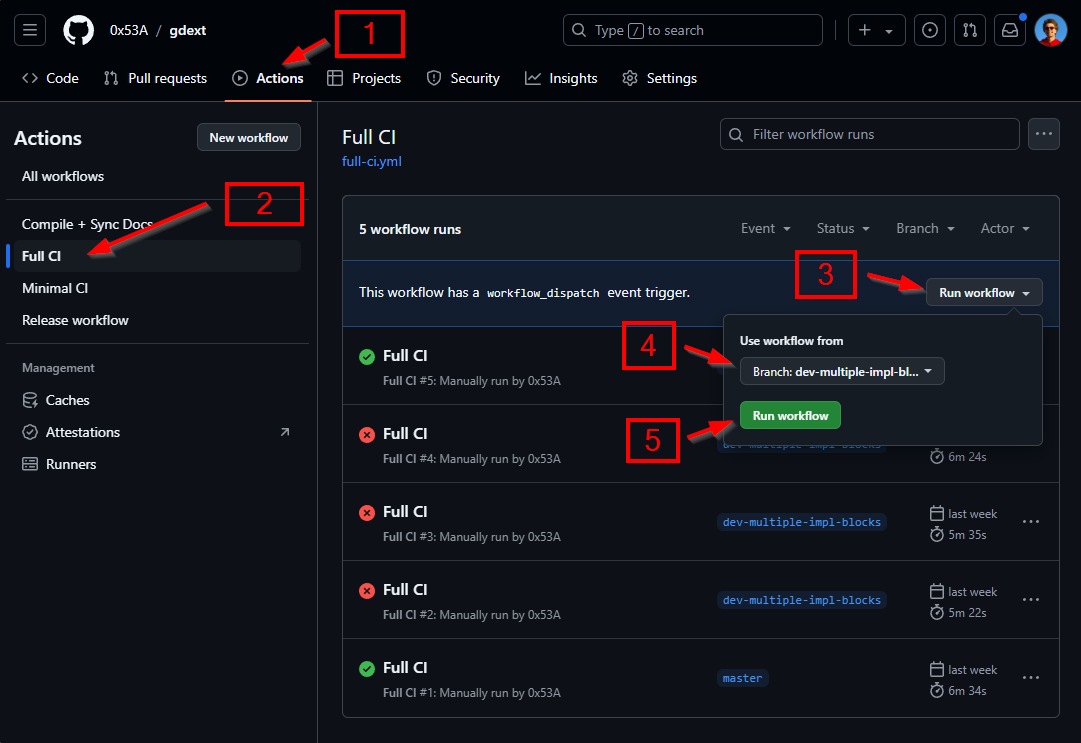 0x53A / gdext
Type / to search
1
Code
Pull requests
Actions
Projects
Security
Insights
Settings
Actions
New workflow
All workflows
2
Compile + Sync Docs
Full CI
Minimal CI
Release workflow
Management
Caches
Attestations
Runners
Full CI
full-ci.yml
Filter workflow runs
5 workflow runs
Event
Status
Branch
Actor
This workflow has a workflow_dispatch event trigger.
3
Run workflow
4
Use workflow from
Branch: dev-multiple-impl-bl...
5
Run workflow
Full CI
Full CI #5: Manually run by 0x53A
Full CI
Full CI #4: Manually run by 0x53A
dev-multiple-impl-blocks
6m 24s
Full CI
Full CI #3: Manually run by 0x53A
dev-multiple-impl-blocks
last week
5m 35s
Full CI
Full CI #2: Manually run by 0x53A
dev-multiple-impl-blocks
last week
5m 22s
Full CI
Full CI #1: Manually run by 0x53A
master
last week
6m 34s